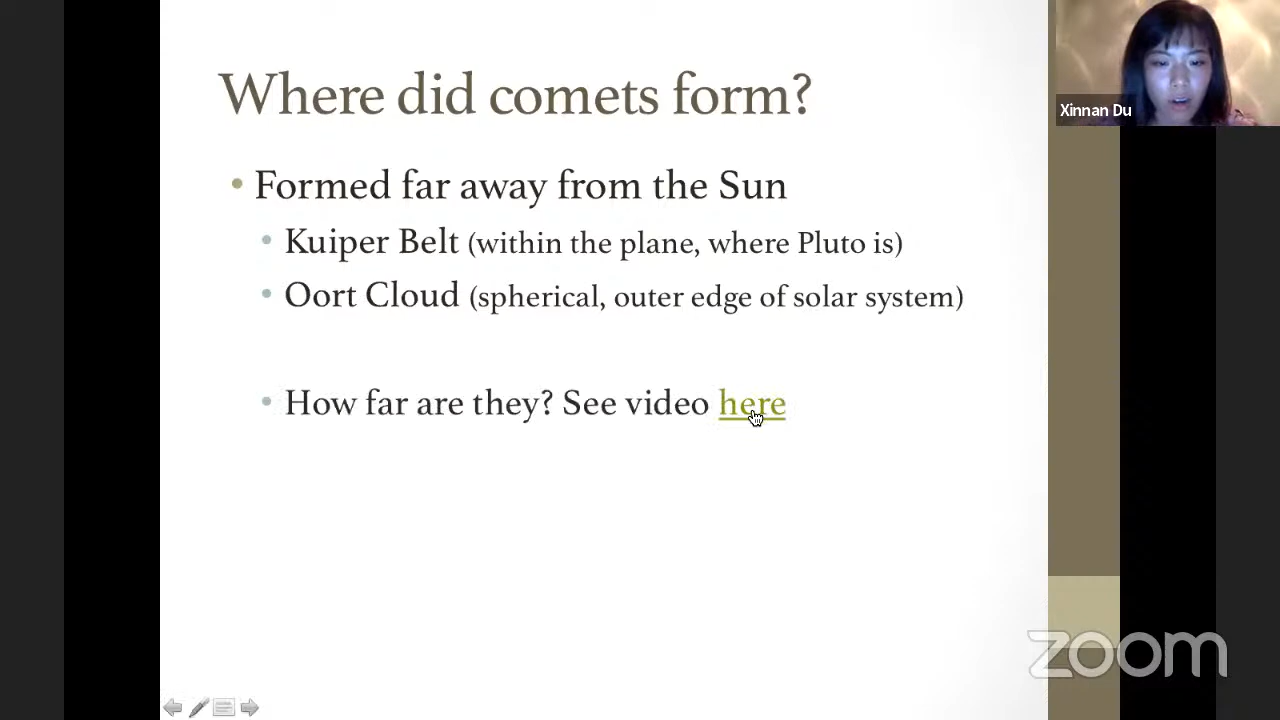 Where did comets form?
Xinnan Du
• Formed far away from the Sun
• Kuiper Belt (within the plane, where Pluto is)
• Oort Cloud (spherical, outer edge of solar system)
• How far are they? See video here
zoom